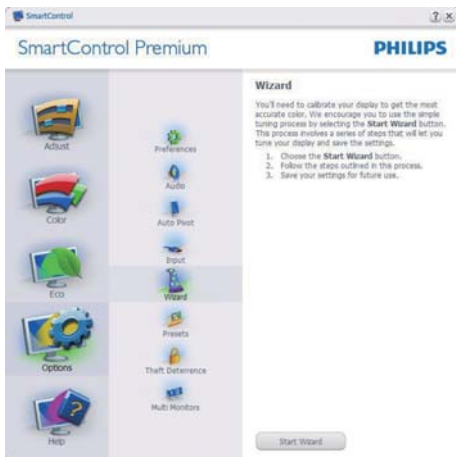 SmartControl
SmartControl Premium
PHILIPS
Adjust
Color
Eco
Options
Help
Preferences
Audio
Auto Pivot
Input
Wizard
Presets
Theft Deterrence
Multi Monitors
Wizard
You'll need to calibrate your display to get the most
accurate color. We encourage you to use the simple
tuning process by selecting the Start Wizard button.
This process involves a series of steps that will let you
tune your display and save the settings.
1. Choose the Start Wizard button.
2. Follow the steps outlined in the process.
3. Save your settings for future use.
Start Wizard